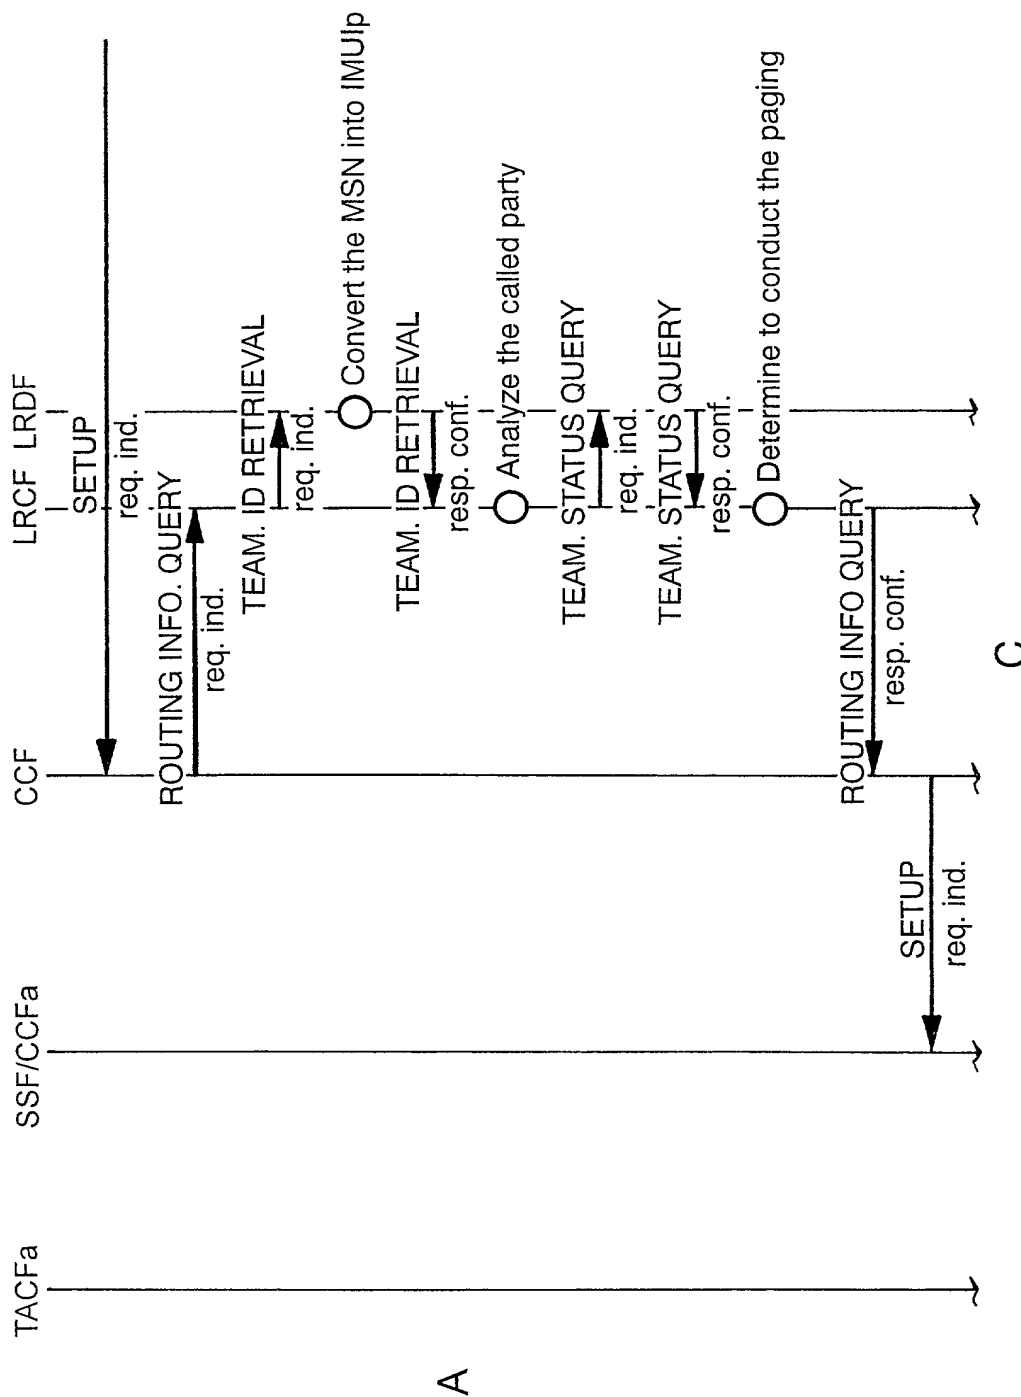 TACFa
SSF/CCFa
CCF
LRCF
LRDF
SETUP
req. ind.
ROUTING INFO. QUERY
req. ind.
TEAM. ID RETRIEVAL
req. ind.
Convert the MSN into IMUIp
TEAM. ID RETRIEVAL
resp. conf.
Analyze the called party
TEAM. STATUS QUERY
req. ind.
TEAM. STATUS QUERY
resp. conf.
Determine to conduct the paging
ROUTING INFO QUERY
resp. conf.
SETUP
req. ind.
A
C